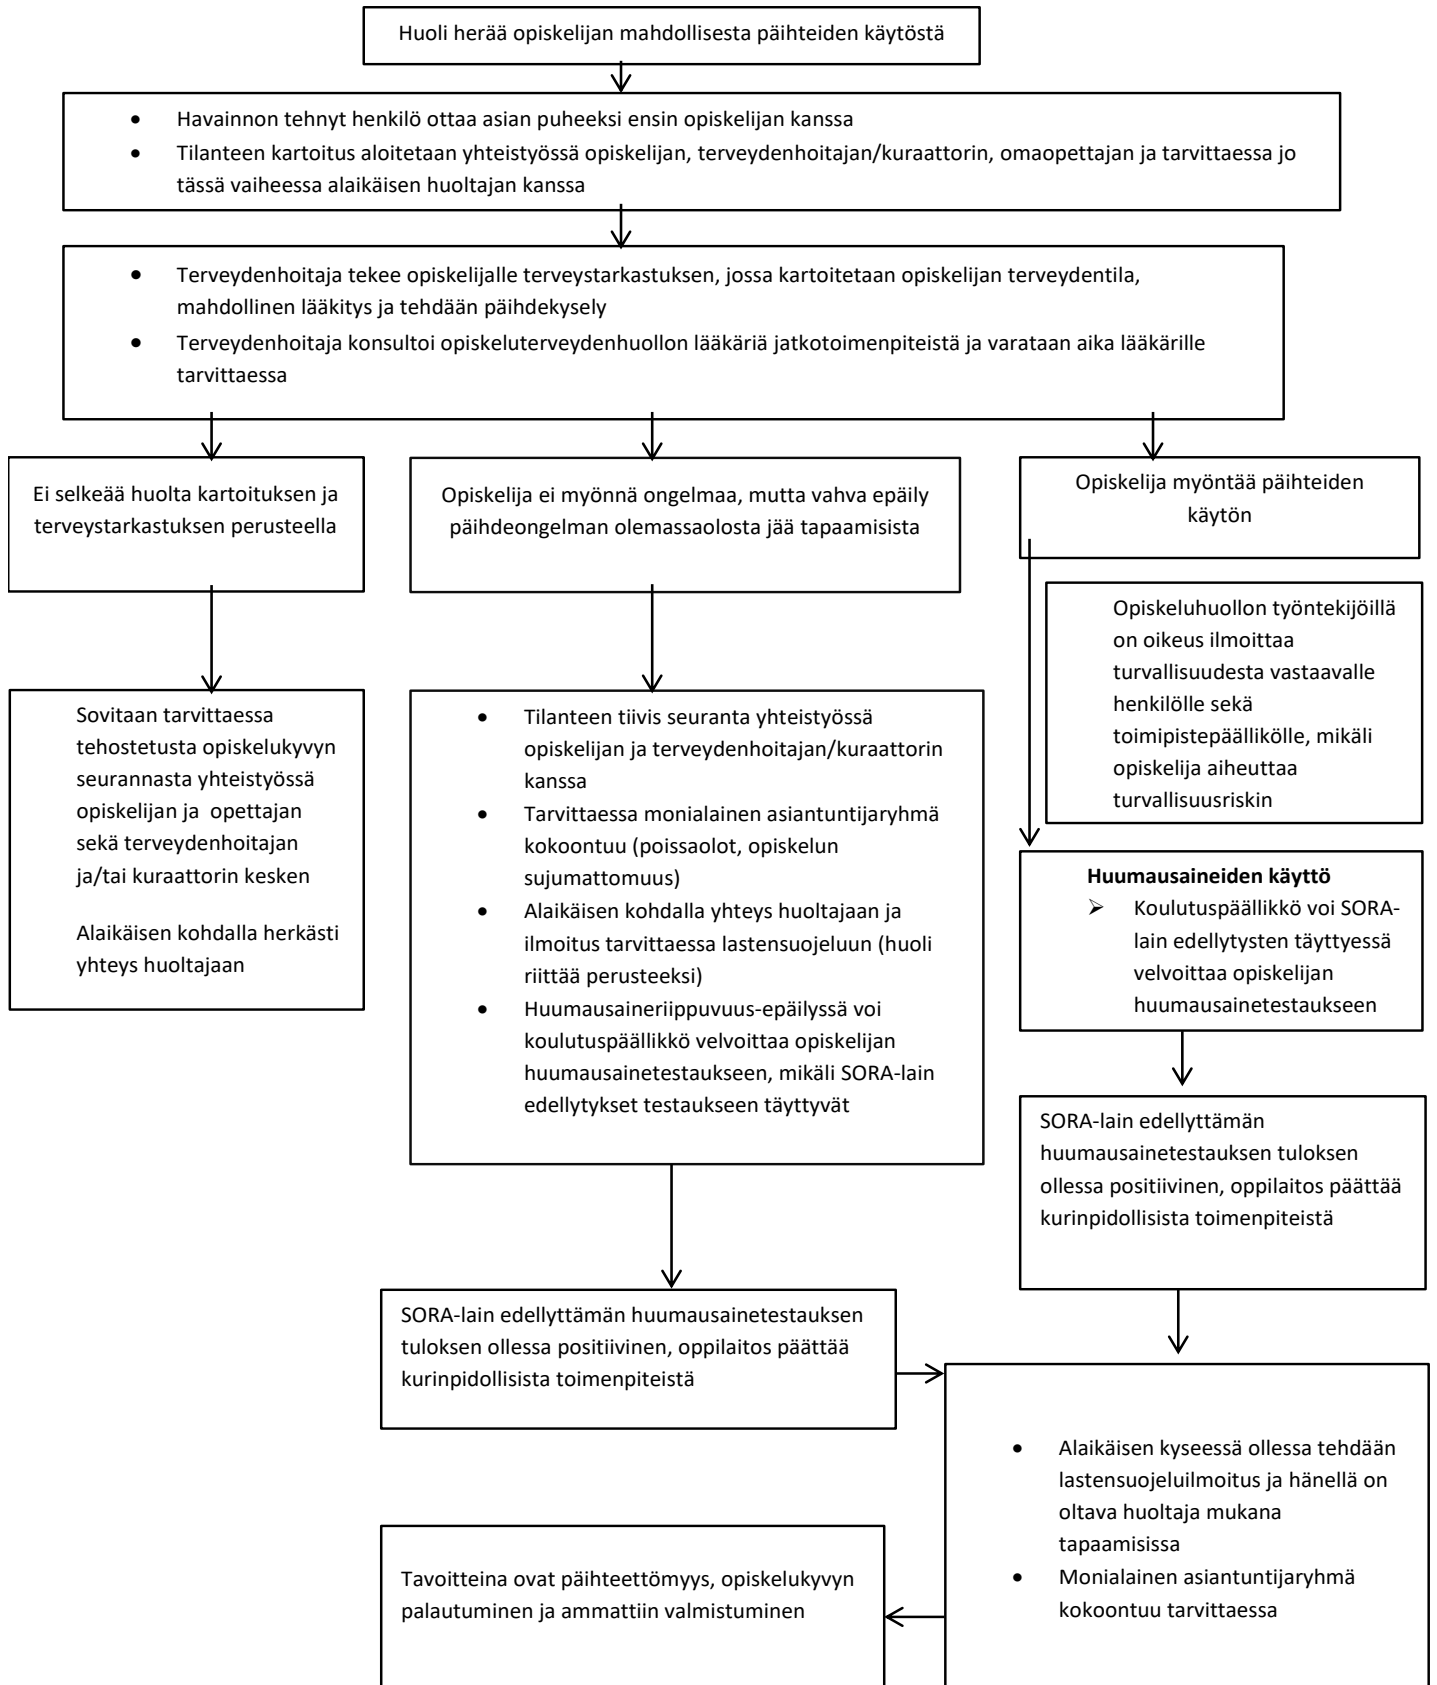 Huoli herää opiskelijan mahdollisesta päihteiden käytöstä
• Havainnon tehnyt henkilö ottaa asian puheeksi ensin opiskelijan kanssa
• Tilanteen kartoitus aloitetaan yhteistyössä opiskelijan, terveydenhoitajan/kuraattorin, omaopettajan ja tarvittaessa jo
tässä vaiheessa alaikäisen huoltajan kanssa
• Terveydenhoitaja tekee opiskelijalle terveystarkastuksen, jossa kartoitetaan opiskelijan terveydentila,
mahdollinen lääkitys ja tehdään päihdekysely
• Terveydenhoitaja konsultoi opiskeluterveydenhuollon lääkäriä jatkotoimenpiteistä ja varataan aika lääkärille
tarvittaessa
Ei selkeää huolta kartoituksen ja
terveystarkastuksen perusteella
Opiskelija ei myönnä ongelmaa, mutta vahva epäily
päihdeongelman olemassaolosta jää tapaamisista
Opiskelija myöntää päihteiden
käytön
Opiskeluhuollon työntekijöillä
on oikeus ilmoittaa
turvallisuudesta vastaavalle
henkilölle sekä
toimipistepäällikölle, mikäli
opiskelija aiheuttaa
turvallisuusriskin
Sovitaan tarvittaessa
tehostetusta opiskelukyvyn
seurannasta yhteistyössä
opiskelijan ja opettajan
sekä terveydenhoitajan
ja/tai kuraattorin kesken
Alaikäisen kohdalla herkästi
yhteys huoltajaan
• Tilanteen tiivis seuranta yhteistyössä
opiskelijan ja terveydenhoitajan/kuraattorin
kanssa
• Tarvittaessa monialainen asiantuntijaryhmä
kokoontuu (poissaolot, opiskelun
sujumattomuus)
• Alaikäisen kohdalla yhteys huoltajaan ja
ilmoitus tarvittaessa lastensuojeluun (huoli
riittää perusteeksi)
• Huumausaineriippuvuus-epäilyssä voi
koulutuspäällikkö velvoittaa opiskelijan
huumausainetestaukseen, mikäli SORA-lain
edellytykset testaukseen täyttyvät
Huumausaineiden käyttö
➢ Koulutuspäällikkö voi SORA-
lain edellytysten täyttyessä
velvoittaa opiskelijan
huumausainetestaukseen
SORA-lain edellyttämän
huumausainetestauksen tuloksen
ollessa positiivinen, oppilaitos päättää
kurinpidollisista toimenpiteistä
SORA-lain edellyttämän huumausainetestauksen
tuloksen ollessa positiivinen, oppilaitos päättää
kurinpidollisista toimenpiteistä
• Alaikäisen kyseessä ollessa tehdään
lastensuojeluilmoitus ja hänellä on
oltava huoltaja mukana
tapaamisissa
• Monialainen asiantuntijaryhmä
kokoontuu tarvittaessa
Tavoitteina ovat päihteettömyys, opiskelukyvyn
palautuminen ja ammattiin valmistuminen